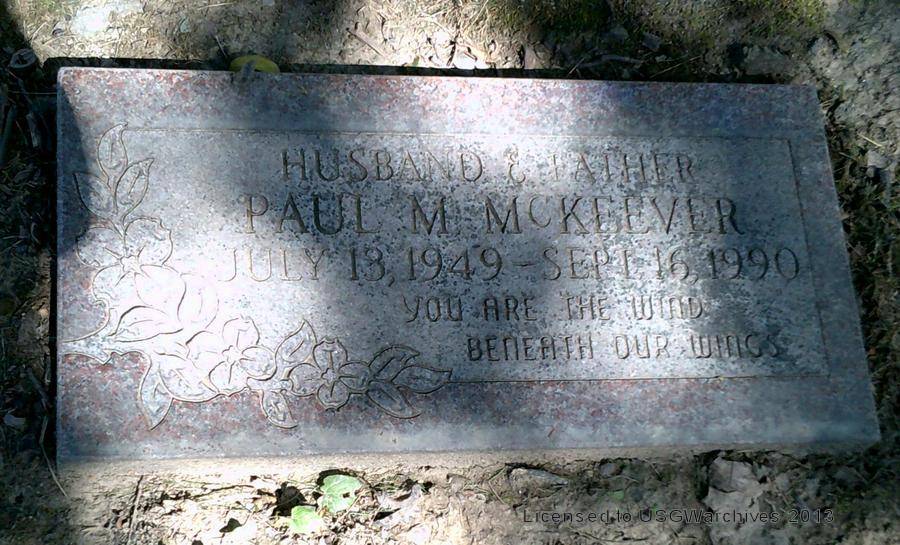 HUSBAND & FATHER
PAUL M. McKEEVER
JULY 13, 1949 – SEPT. 16, 1990
YOU ARE THE WIND
BENEATH OUR WINGS
Licensed to USGWarchives 2013